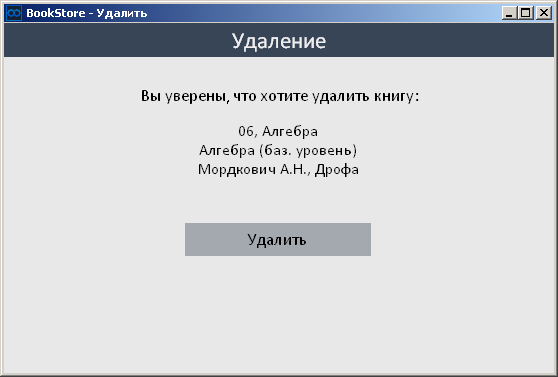 BookStore - Удалить
Удаление
Вы уверены, что хотите удалить книгу:
06, Алгебра
Алгебра (баз. уровень)
Мордкович А.Н., Дрофа
Удалить